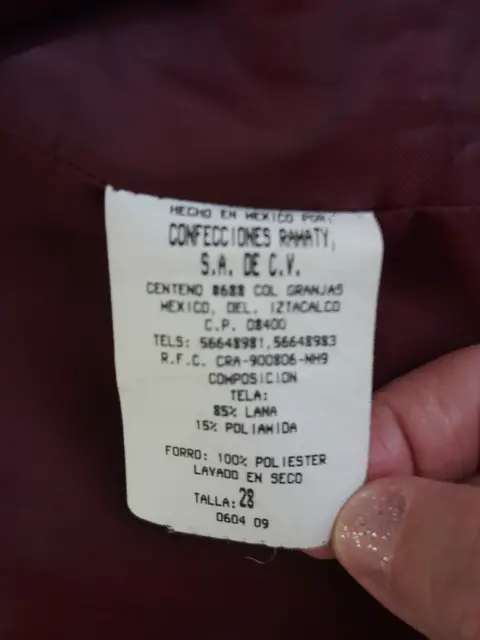 HECHO EN MEXICO POR:
CONFECCIONES RAMATY,
S.A. DE C.V.
CENTENO #688 COL GRANJAS
MEXICO, DEL. IZTACALCO
C.P. 08400
TELS: 56648981,56648983
R.F.C. CRA-900806-NH9
COMPOSICION
TELA:
85% LANA
15% POLIAMIDA
FORRO: 100% POLIESTER
LAVADO EN SECO
TALLA: 28
0604 09